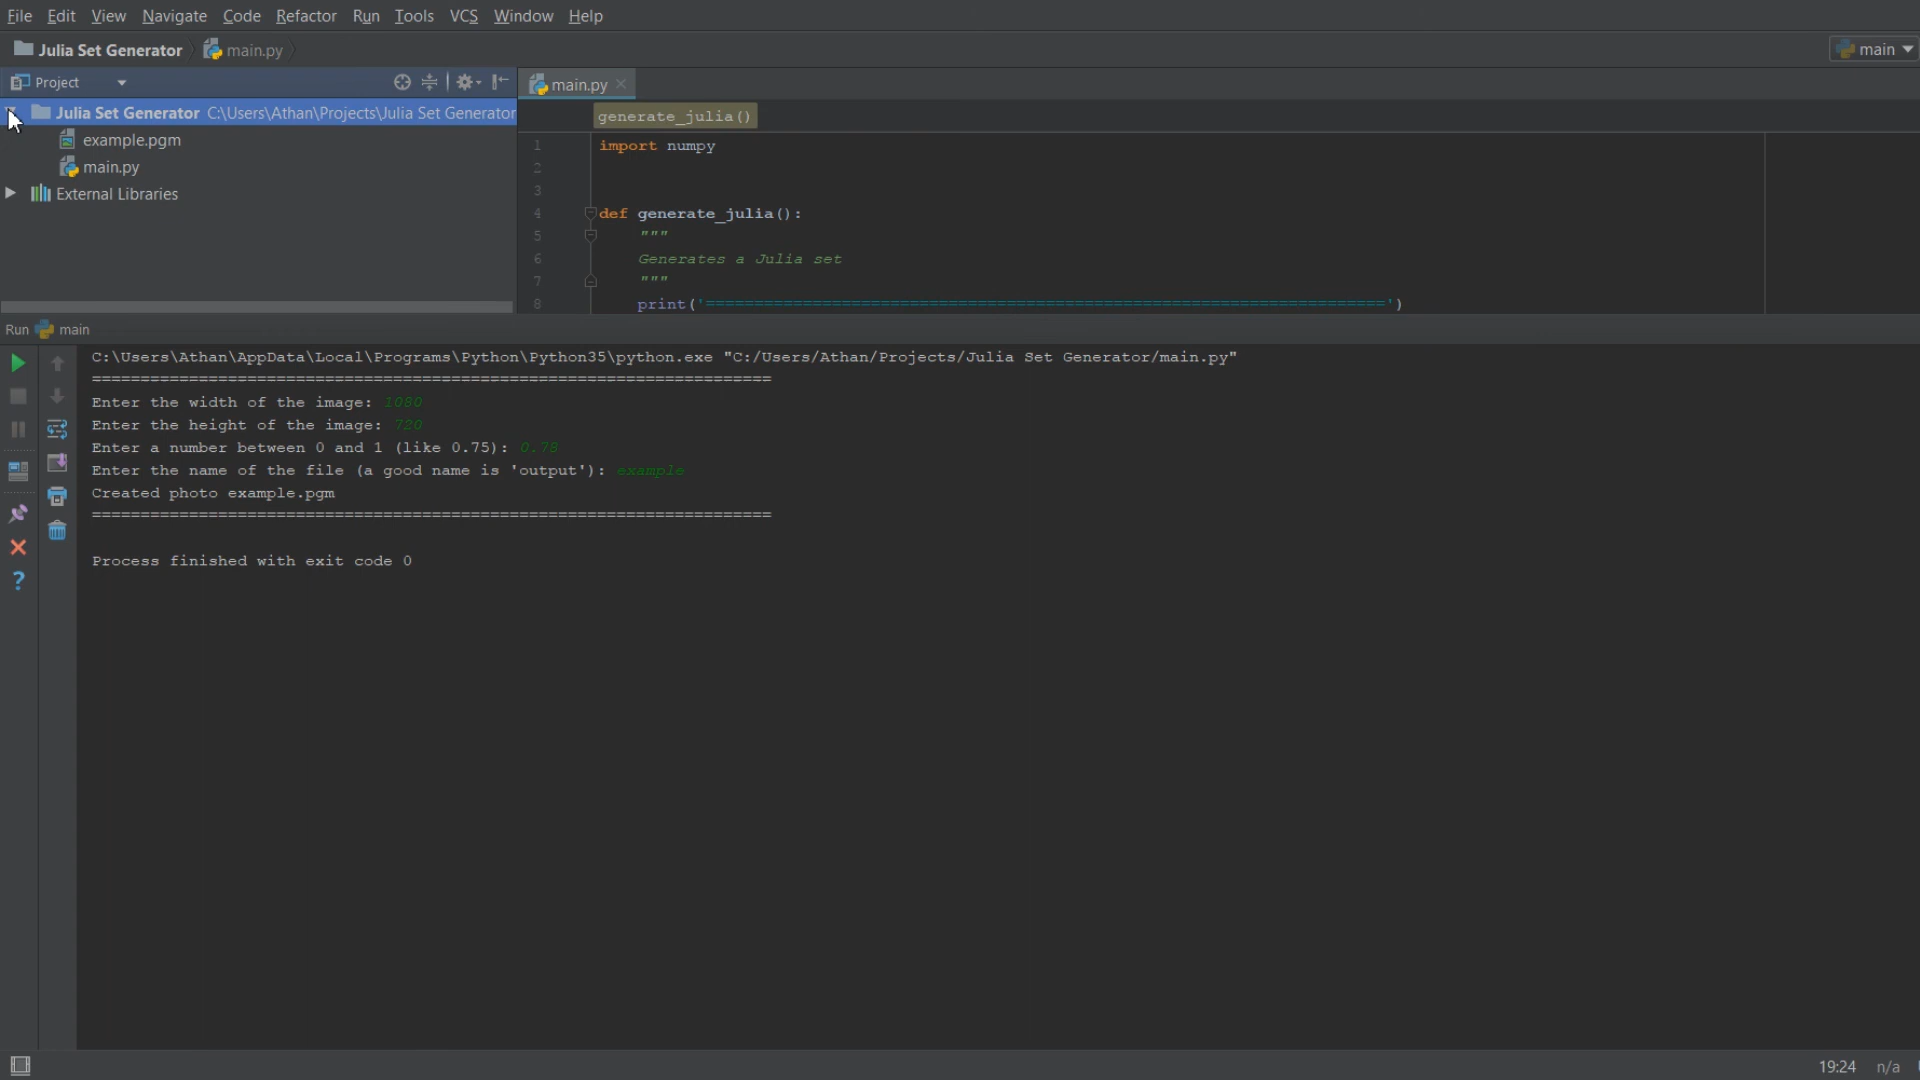 File Edit View Navigate Code Refactor Run Tools VCS Window Help
Julia Set Generator main.py main
Project
main.py
Julia Set Generator C:\Users\Athan\Projects\Julia Set Generator
example.pgm
main.py
External Libraries
generate_julia()
1 import numpy
2
3
4 def generate_julia():
5 """
6 Generates a Julia set
7 """
8 print('======================================================================')
Run main
C:\Users\Athan\AppData\Local\Programs\Python\Python35\python.exe "C:/Users/Athan/Projects/Julia Set Generator/main.py"
======================================================================
Enter the width of the image: 1080
Enter the height of the image: 720
Enter a number between 0 and 1 (like 0.75): 0.78
Enter the name of the file (a good name is 'output'): example
Created photo example.pgm
======================================================================
Process finished with exit code 0
19:24 n/a